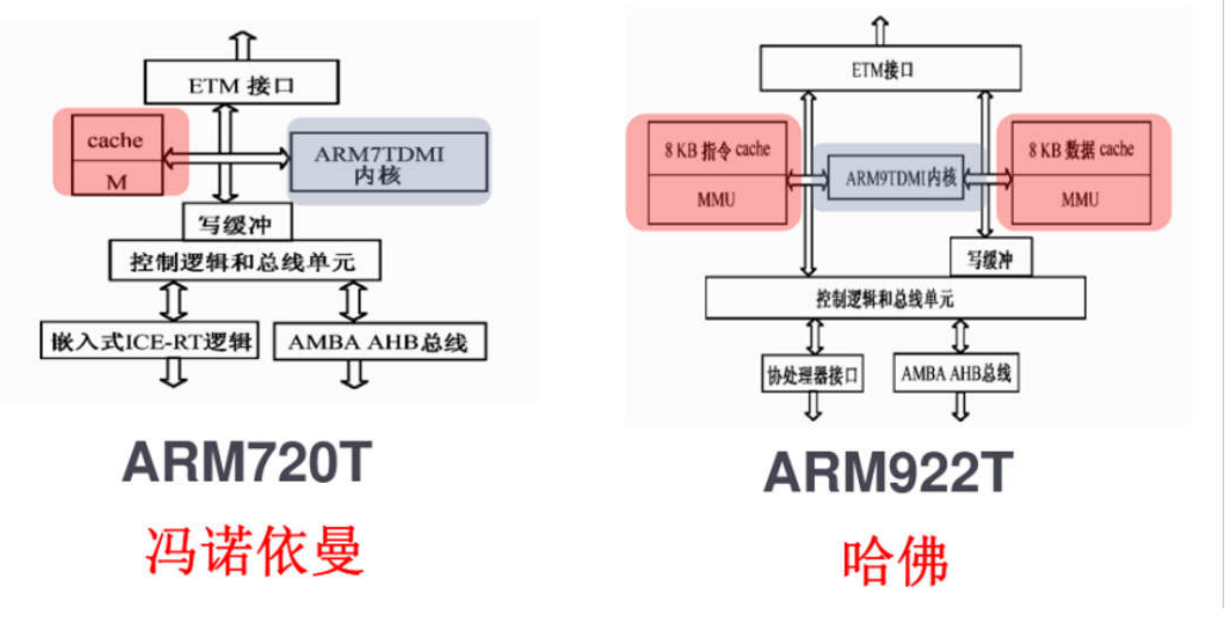 ETM 接口
cache
M
ARM7TDMI
内核
写缓冲
控制逻辑和总线单元
嵌入式ICE-RT逻辑
AMBA AHB总线
ARM720T
冯诺依曼
ETM接口
8 KB 指令 cache
MMU
ARM9TDMI内核
8 KB 数据 cache
MMU
写缓冲
控制逻辑和总线单元
协处理器接口
AMBA AHB总线
ARM922T
哈佛